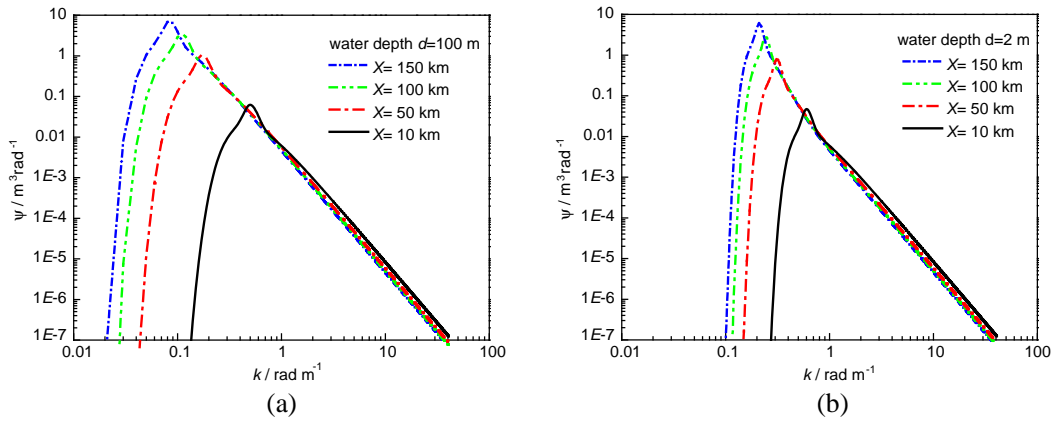 10
1
0.1
0.01
1E-3
1E-4
1E-5
1E-6
1E-7
ψ / m³rad⁻¹
water depth d=100 m
X= 150 km
X= 100 km
X= 50 km
X= 10 km
0.01 0.1 1 10 100
k / rad m⁻¹
(a)
10
1
0.1
0.01
1E-3
1E-4
1E-5
1E-6
1E-7
ψ / m³rad⁻¹
water depth d=2 m
X= 150 km
X= 100 km
X= 50 km
X= 10 km
0.01 0.1 1 10 100
k / rad m⁻¹
(b)